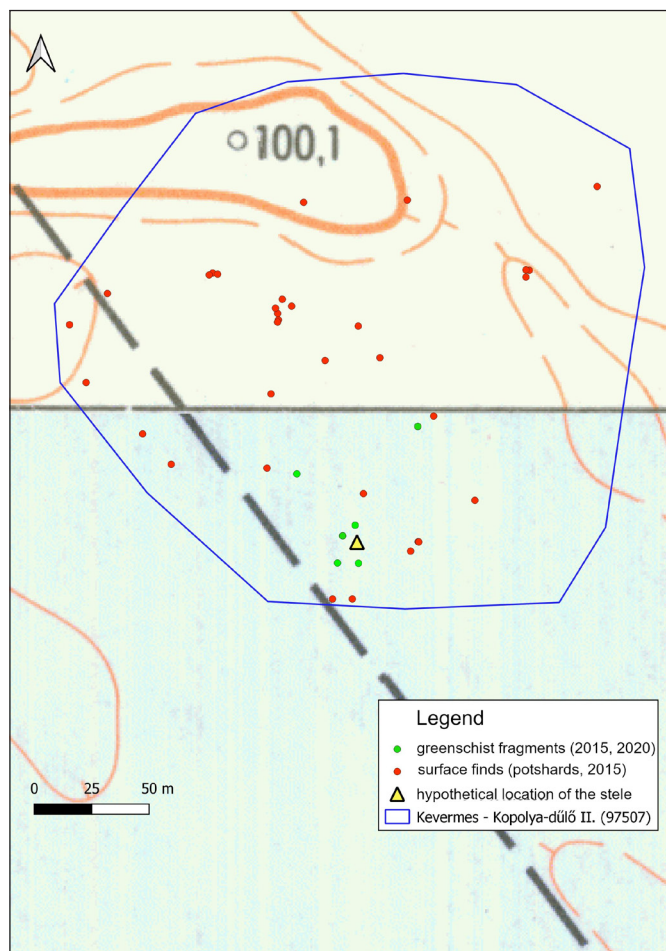 100,1
Legend
greenschist fragments (2015, 2020)
surface finds (potshards, 2015)
hypothetical location of the stele
Kevermes - Kopolya-dűlő II. (97507)
0 25 50 m